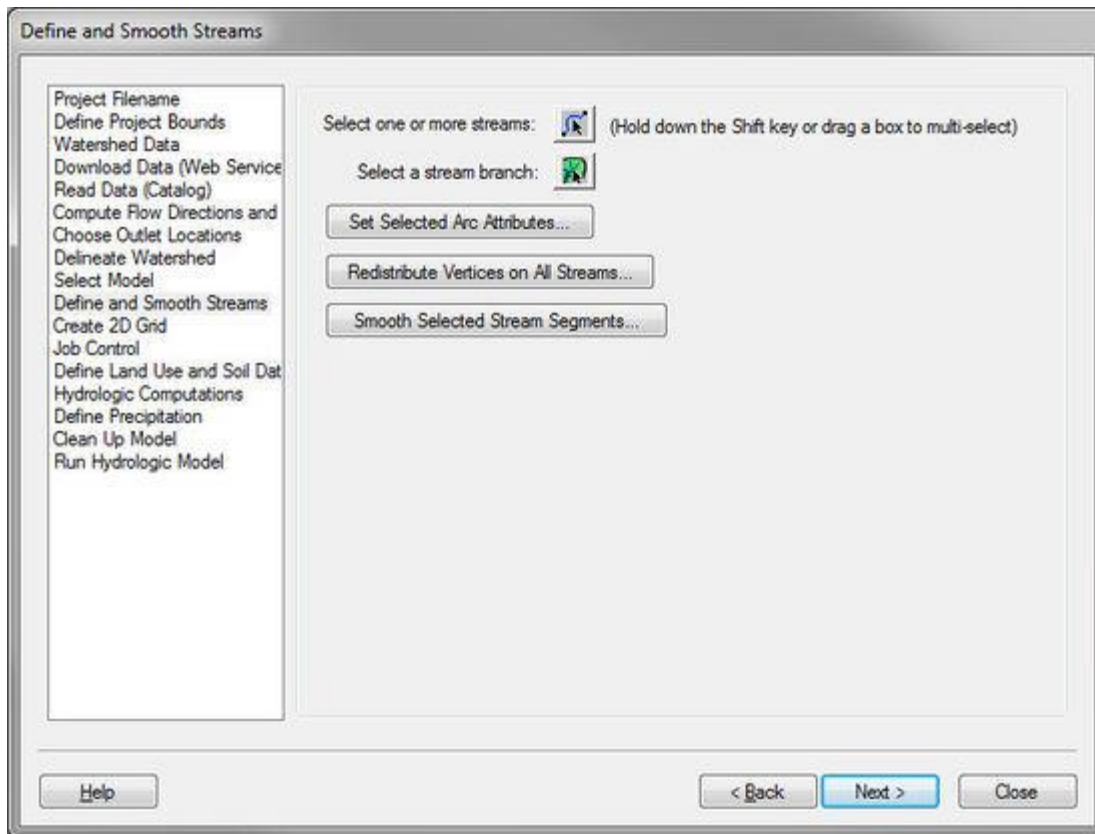 Define and Smooth Streams
Project Filename
Define Project Bounds
Watershed Data
Download Data (Web Service
Read Data (Catalog)
Compute Flow Directions and
Choose Outlet Locations
Delineate Watershed
Select Model
Define and Smooth Streams
Create 2D Grid
Job Control
Define Land Use and Soil Dat
Hydrologic Computations
Define Precipitation
Clean Up Model
Run Hydrologic Model
Select one or more streams: (Hold down the Shift key or drag a box to multi-select)
Select a stream branch:
Set Selected Arc Attributes...
Redistribute Vertices on All Streams...
Smooth Selected Stream Segments...
Help < Back Next > Close